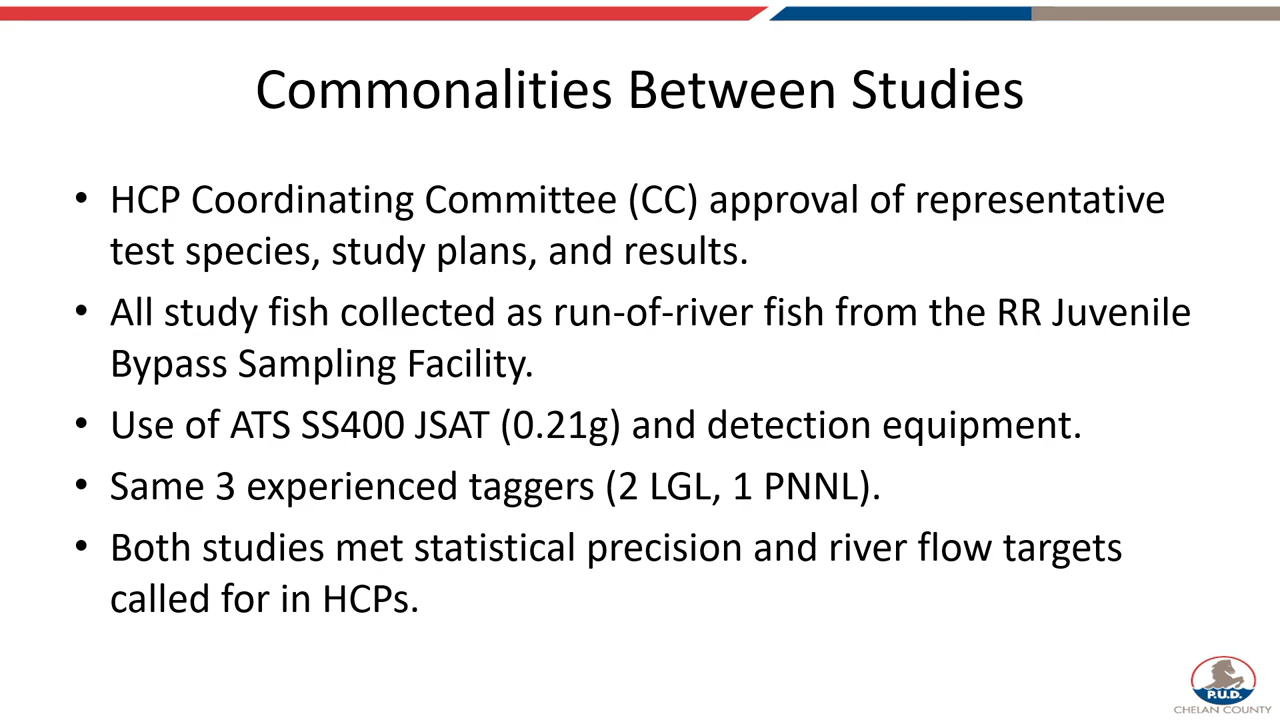 Commonalities Between Studies
• HCP Coordinating Committee (CC) approval of representative
test species, study plans, and results.
• All study fish collected as run-of-river fish from the RR Juvenile
Bypass Sampling Facility.
• Use of ATS SS400 JSAT (0.21g) and detection equipment.
• Same 3 experienced taggers (2 LGL, 1 PNNL).
• Both studies met statistical precision and river flow targets
called for in HCPs.
P.U.D.
CHELAN COUNTY